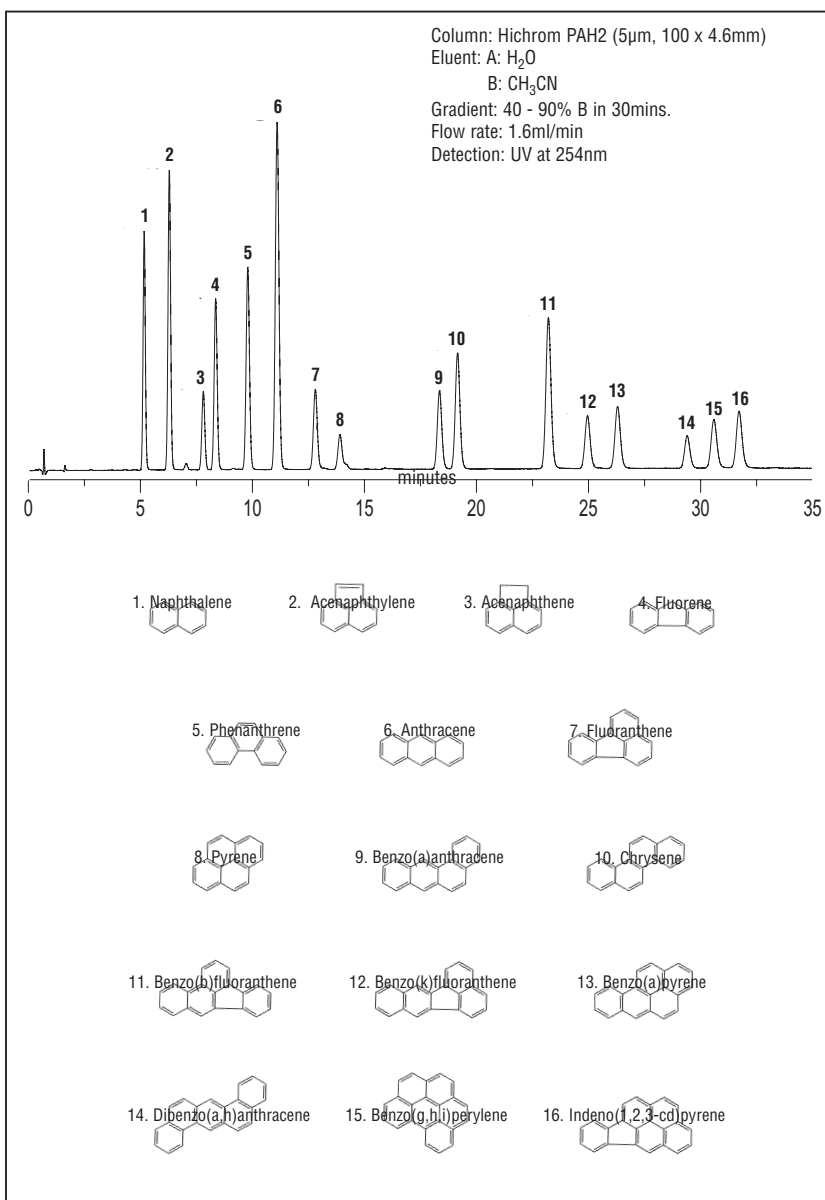 Column: Hichrom PAH2 (5µm, 100 x 4.6mm)
Eluent: A: H₂O
B: CH₃CN
Gradient: 40 - 90% B in 30mins.
Flow rate: 1.6ml/min
Detection: UV at 254nm
1
2
3
4
5
6
7
8
9
10
11
12
13
14
15
16
minutes
0 5 10 15 20 25 30 35
1. Naphthalene 2. Acenaphthylene 3. Acenaphthene 4. Fluorene
5. Phenanthrene 6. Anthracene 7. Fluoranthene
8. Pyrene 9. Benzo(a)anthracene 10. Chrysene
11. Benzo(b)fluoranthene 12. Benzo(k)fluoranthene 13. Benzo(a)pyrene
14. Dibenzo(a,h)anthracene 15. Benzo(g,h,i)perylene 16. Indeno(1,2,3-cd)pyrene